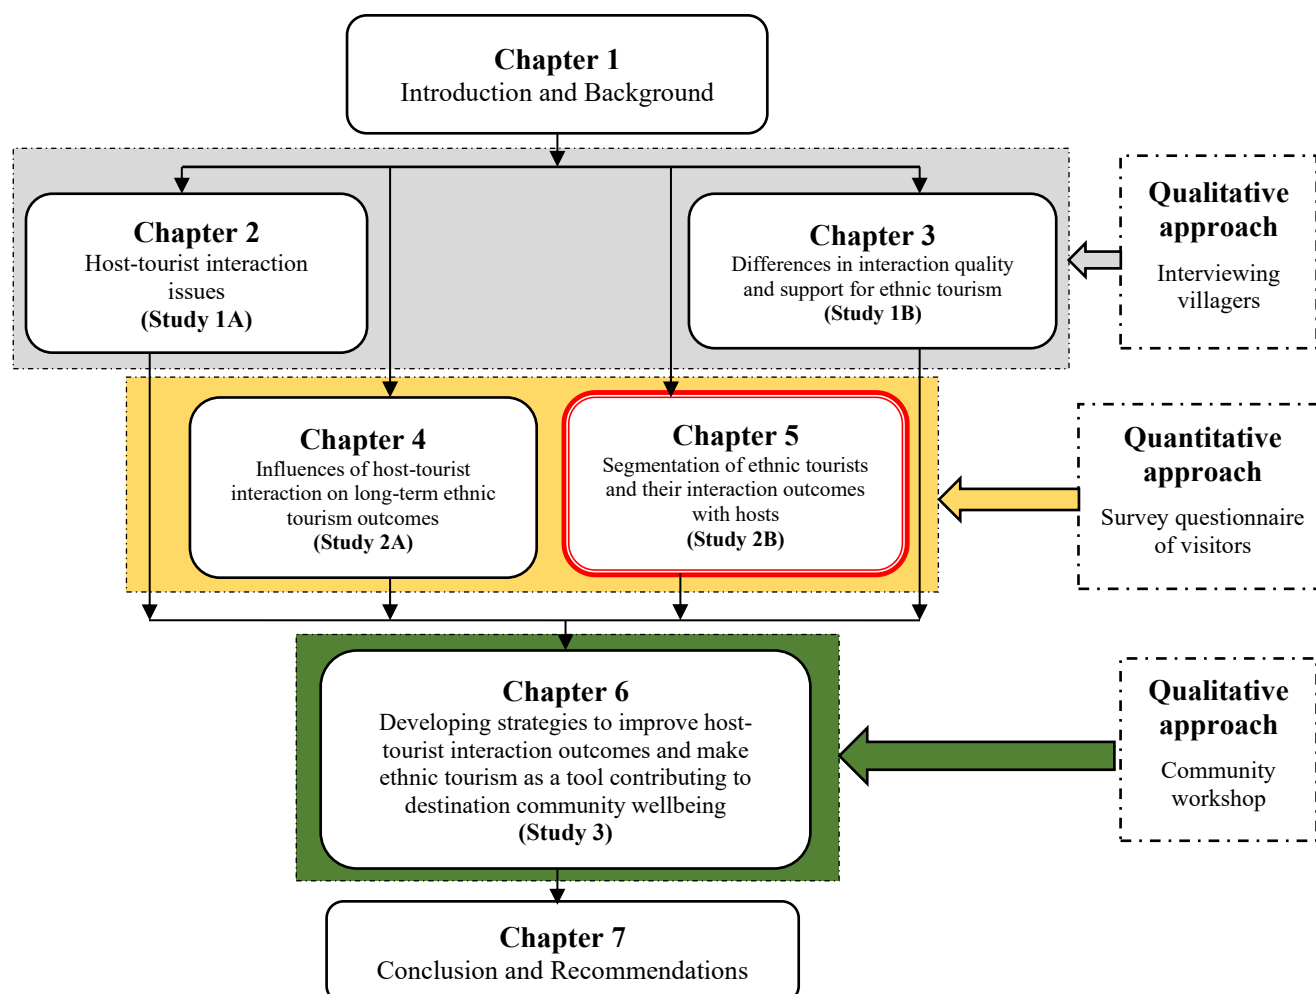 Chapter 1
Introduction and Background
Chapter 2
Host-tourist interaction
issues
(Study 1A)
Chapter 3
Differences in interaction quality
and support for ethnic tourism
(Study 1B)
Qualitative
approach
Interviewing
villagers
Chapter 4
Influences of host-tourist
interaction on long-term ethnic
tourism outcomes
(Study 2A)
Chapter 5
Segmentation of ethnic tourists
and their interaction outcomes
with hosts
(Study 2B)
Quantitative
approach
Survey questionnaire
of visitors
Chapter 6
Developing strategies to improve host-
tourist interaction outcomes and make
ethnic tourism as a tool contributing to
destination community wellbeing
(Study 3)
Qualitative
approach
Community
workshop
Chapter 7
Conclusion and Recommendations